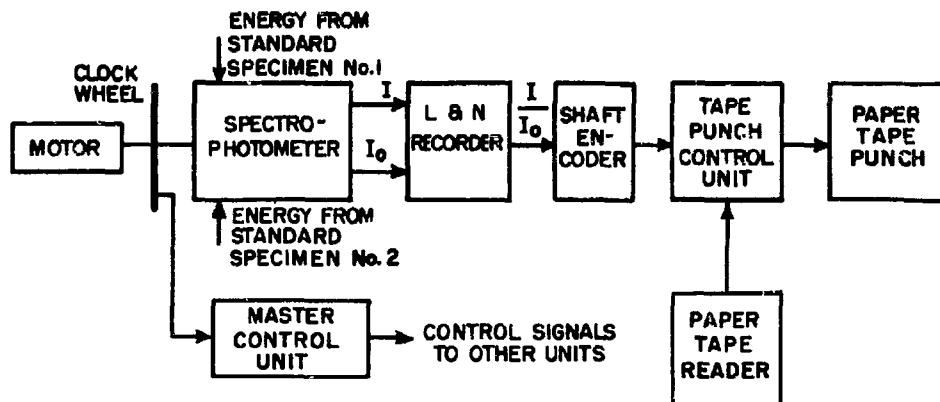 ENERGY FROM
STANDARD
SPECIMEN No.1
CLOCK
WHEEL
MOTOR
SPECTRO-
PHOTOMETER
I
I₀
L & N
RECORDER
I
I₀
SHAFT
EN-
CODER
TAPE
PUNCH
CONTROL
UNIT
PAPER
TAPE
PUNCH
ENERGY FROM
STANDARD
SPECIMEN No. 2
MASTER
CONTROL
UNIT
CONTROL SIGNALS
TO OTHER UNITS
PAPER
TAPE
READER